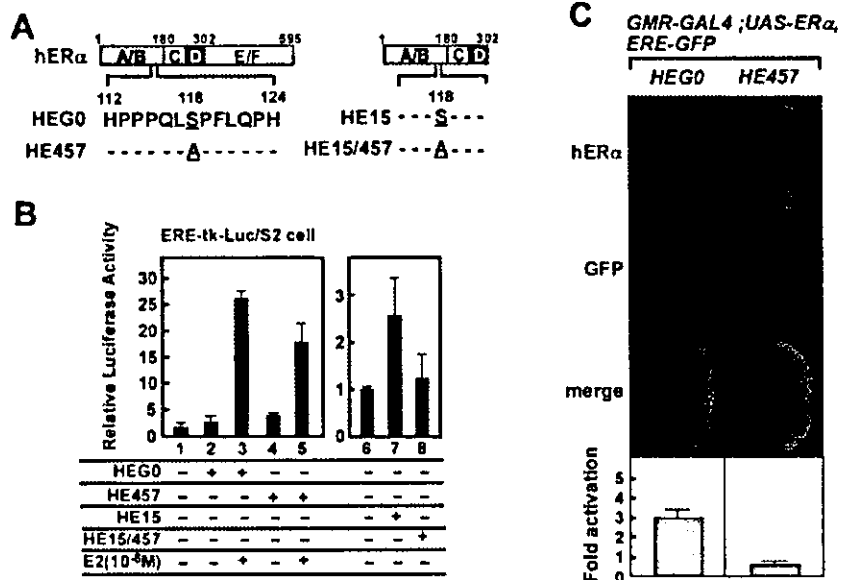 A
1 180 302 595
hERα A/B C D E/F
112 118 124
HEG0 HPPPQLSPFLQPH
HE457 - - - - - - A - - - - - -
1 180 302
A/B C D
118
HE15 - - - S - - -
HE15/457 - - - A - - -
B
ERE-tk-Luc/S2 cell
Relative Luciferase Activity
30
25
20
15
10
5
0
3
2
1
0
1 2 3 4 5 6 7 8
HEG0 - + + - - - - -
HE457 - - - + + - - -
HE15 - - - - - - + -
HE15/457 - - - - - - - +
E2(10⁻⁸M) - - + - + - - -
C
GMR-GAL4 ;UAS-ERα,
ERE-GFP
HEG0 HE457
hERα
GFP
merge
Fold activation
5
4
3
2
1
0